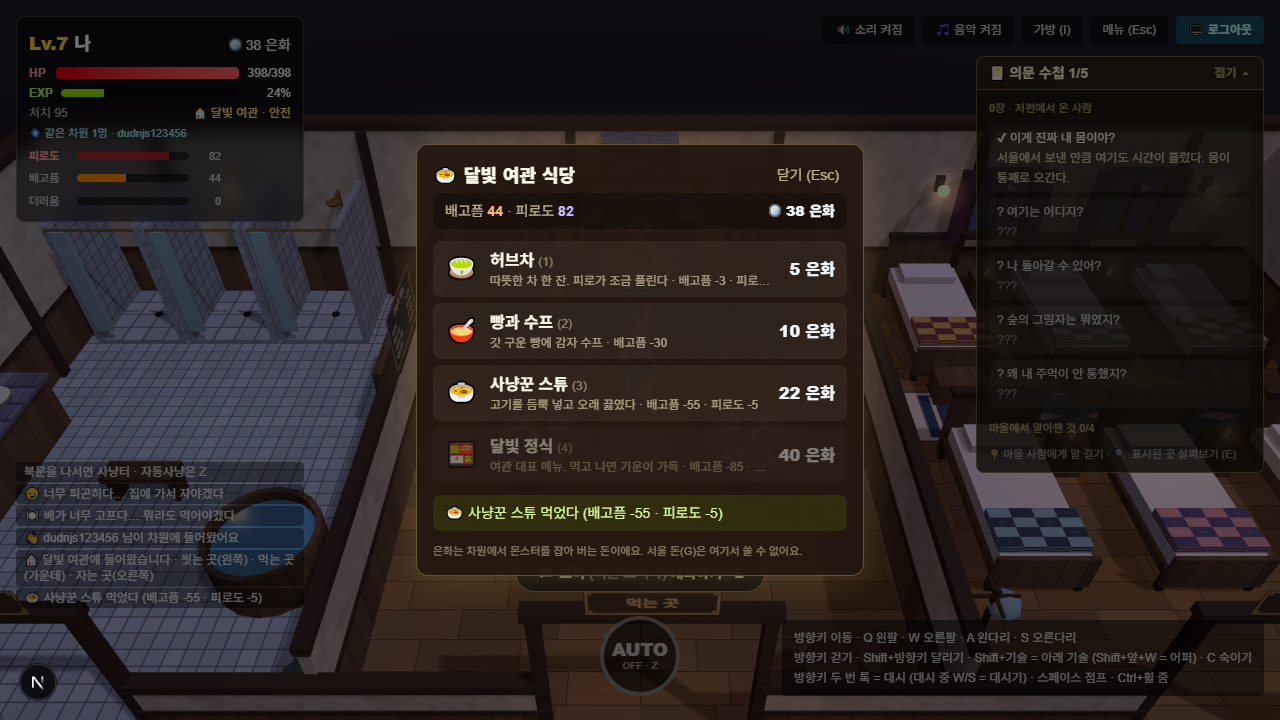 Lv.7 나
38 은화
HP 398/398
EXP 24%
처치 95
달빛 여관 · 안전
같은 차원 1명 · dudnjs123456
피로도 82
배고픔 44
더러움 0
소리 켜짐
음악 켜짐
가방 (I)
메뉴 (Esc)
로그아웃
의문 수첩 1/5
접기
0장 · 저편에서 온 사람
✓ 이게 진짜 내 몸이야?
서울에서 보낸 만큼 여기도 시간이 흘렀다. 몸이
통째로 오간다.
? 여기는 어디지?
???
? 나 돌아갈 수 있어?
???
? 숲의 그림자는 뭐였지?
???
? 왜 내 주먹이 안 통했지?
???
마을에서 알아낸 것 0/4
마을 사람에게 말 걸기 · 표시된 곳 살펴보기 (E)
달빛 여관 식당
닫기 (Esc)
배고픔 44 · 피로도 82
38 은화
허브차 (1)
따뜻한 차 한 잔. 피로가 조금 풀린다 · 배고픔 -3 · 피로...
5 은화
빵과 수프 (2)
갓 구운 빵에 감자 수프 · 배고픔 -30
10 은화
사냥꾼 스튜 (3)
고기를 듬뿍 넣고 오래 끓였다 · 배고픔 -55 · 피로도 -5
22 은화
달빛 정식 (4)
여관 대표 메뉴. 먹고 나면 기운이 가득 · 배고픔 -85 · ...
40 은화
사냥꾼 스튜 먹었다 (배고픔 -55 · 피로도 -5)
은화는 차원에서 몬스터를 잡아 버는 돈이에요. 서울 돈(G)은 여기서 쓸 수 없어요.
북문을 나서면 사냥터 · 자동사냥은 Z
너무 피곤하다... 집에 가서 자야겠다
배가 너무 고프다... 뭐라도 먹어야겠다
dudnjs123456 님이 차원에 들어왔어요
달빛 여관에 들어왔습니다 · 씻는 곳(왼쪽) · 먹는 곳
(가운데) · 자는 곳(오른쪽)
사냥꾼 스튜 먹었다 (배고픔 -55 · 피로도 -5)
먹는 곳
AUTO
OFF · Z
방향키 이동 · Q 왼팔 · W 오른팔 · A 왼다리 · S 오른다리
방향키 걷기 · Shift+방향키 달리기 · Shift+기술 = 아래 기술 (Shift+앞+W = 어퍼) · C 숙이기
방향키 두 번 톡 = 대시 (대시 중 W/S = 대시기) · 스페이스 점프 · Ctrl+휠 줌
N